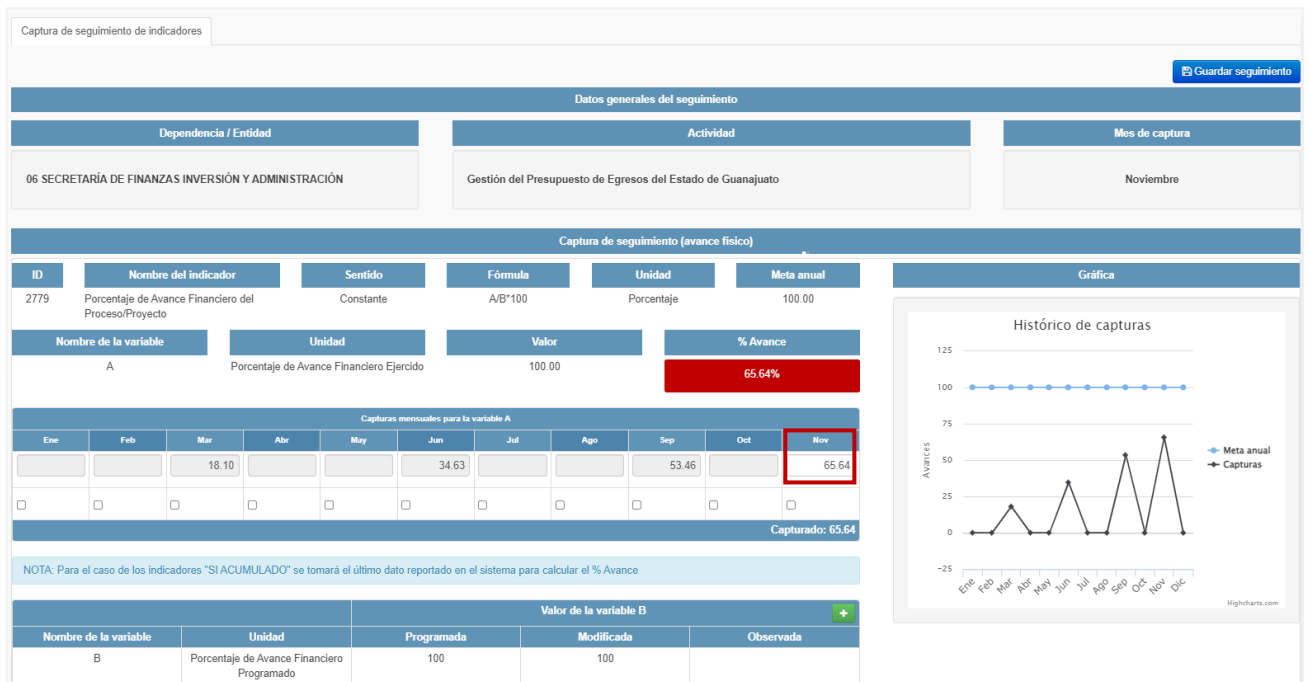 Captura de seguimiento de indicadores
Guardar seguimiento
Datos generales del seguimiento
Dependencia / Entidad
Actividad
Mes de captura
06 SECRETARÍA DE FINANZAS INVERSIÓN Y ADMINISTRACIÓN
Gestión del Presupuesto de Egresos del Estado de Guanajuato
Noviembre
Captura de seguimiento (avance físico)
ID Nombre del indicador Sentido Fórmula Unidad Meta anual
2779 Porcentaje de Avance Financiero del Constante A/B*100 Porcentaje 100.00
Proceso/Proyecto
Nombre de la variable Unidad Valor % Avance
A Porcentaje de Avance Financiero Ejercido 100.00 65.64%
Capturas mensuales para la variable A
Ene Feb Mar Abr May Jun Jul Ago Sep Oct Nov
18.10 34.63 53.46 65.64
Capturado: 65.64
NOTA: Para el caso de los indicadores "SI ACUMULADO" se tomará el último dato reportado en el sistema para calcular el % Avance
Valor de la variable B
+
Nombre de la variable Unidad Programada Modificada Observada
B Porcentaje de Avance Financiero 100 100
Programado
Gráfica
Histórico de capturas
125
100
75
50
25
0
-25
Avances
Ene Feb Mar Abr May Jun Jul Ago Sep Oct Nov Dic
Meta anual
Capturas
Highcharts.com